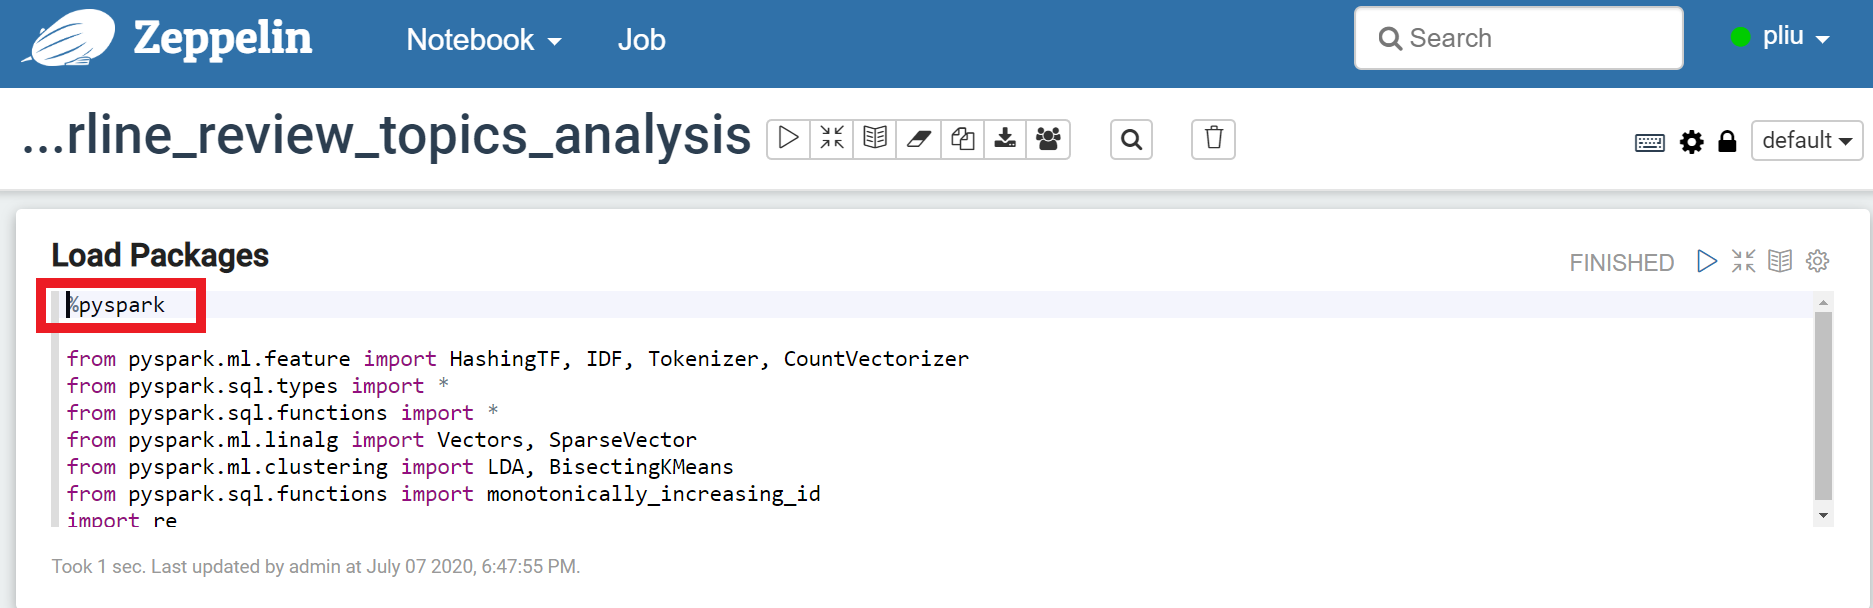 Zeppelin Notebook Job Search pliu
...rline_review_topics_analysis default
Load Packages FINISHED
%pyspark
from pyspark.ml.feature import HashingTF, IDF, Tokenizer, CountVectorizer
from pyspark.sql.types import *
from pyspark.sql.functions import *
from pyspark.ml.linalg import Vectors, SparseVector
from pyspark.ml.clustering import LDA, BisectingKMeans
from pyspark.sql.functions import monotonically_increasing_id
import re
Took 1 sec. Last updated by admin at July 07 2020, 6:47:55 PM.